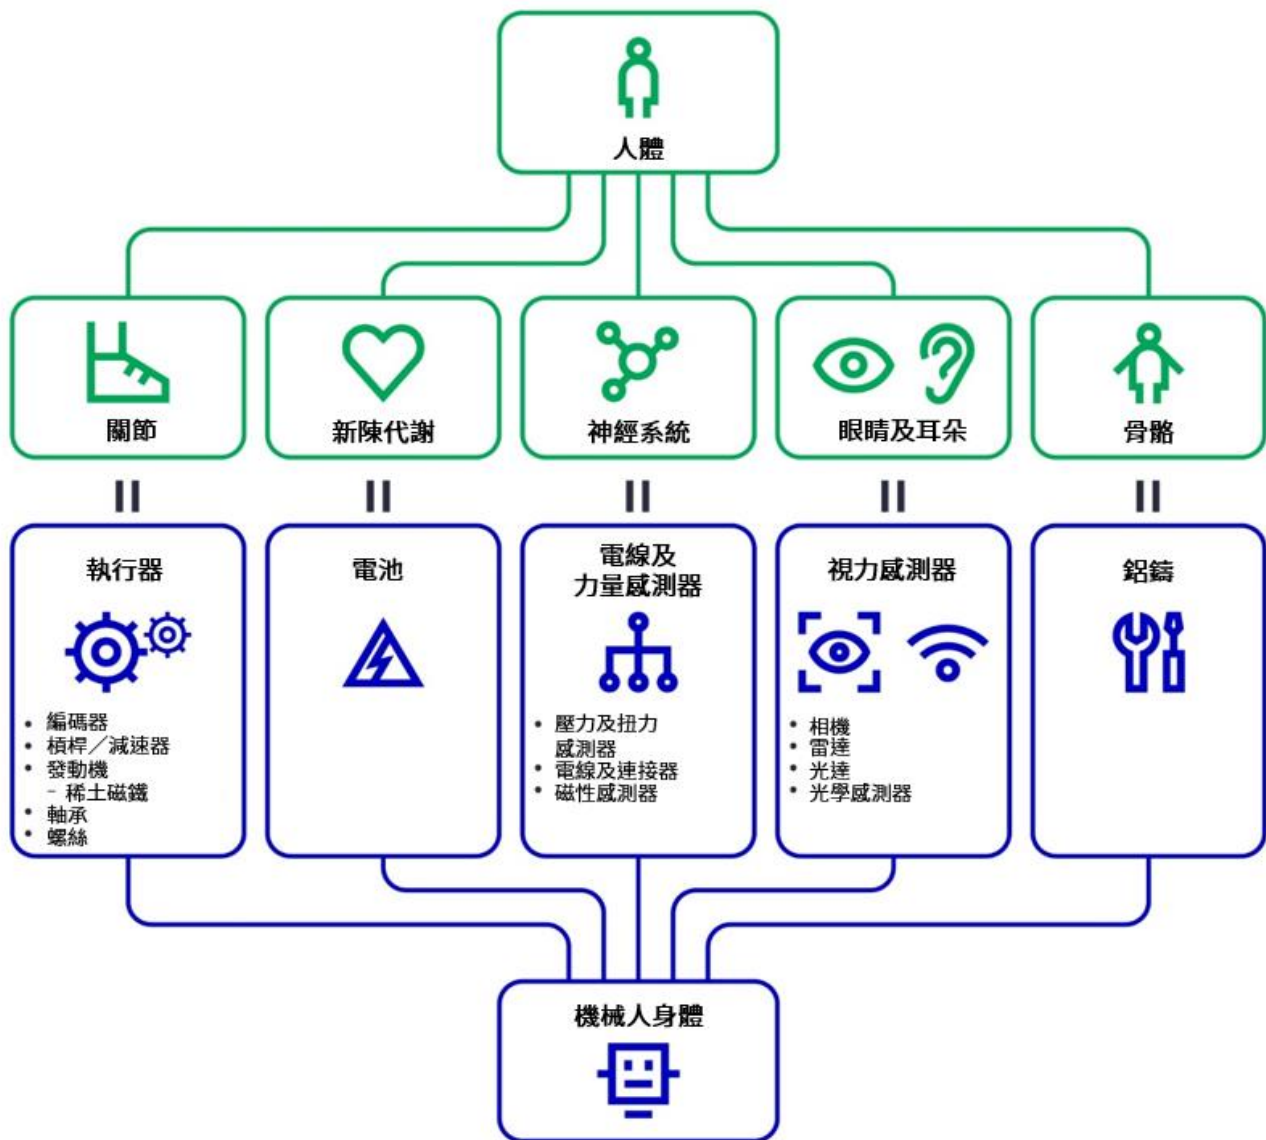 人體
關節
新陳代謝
神經系統
眼睛及耳朵
骨骼
執行器
• 編碼器
• 槓桿／減速器
• 發動機
- 稀土磁鐵
• 軸承
• 螺絲
電池
電線及
力量感測器
• 壓力及扭力
感測器
• 電線及連接器
• 磁性感測器
視力感測器
• 相機
• 雷達
• 光達
• 光學感測器
鋁鑄
機械人身體